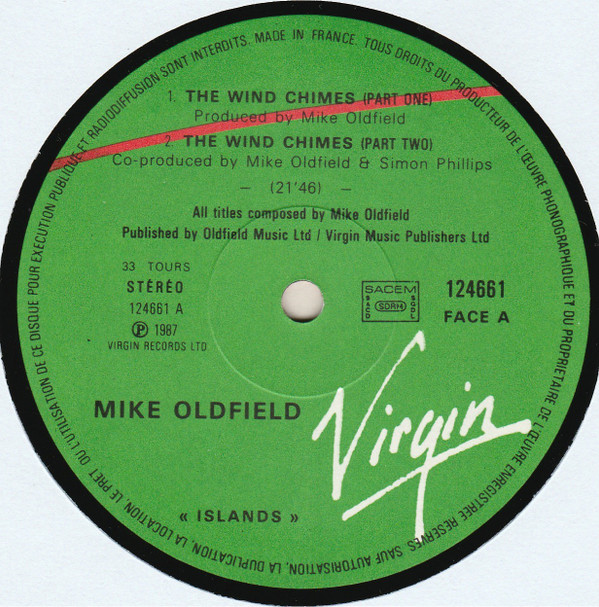 TOUS DROITS DU PRODUCTEUR DE L'ŒUVRE PHONOGRAPHIQUE ET DU PROPRIETAIRE DE L'ŒUVRE ENREGISTREE RESERVES. SAUF AUTORISATION, LA DUPLICATION, LA LOCATION, LE PRET OU L'UTILISATION DE CE DISQUE POUR EXECUTION PUBLIQUE ET RADIODIFFUSION SONT INTERDITS. MADE IN FRANCE.
1. THE WIND CHIMES (PART ONE)
Produced by Mike Oldfield
2. THE WIND CHIMES (PART TWO)
Co-produced by Mike Oldfield & Simon Phillips
– (21'46) –
All titles composed by Mike Oldfield
Published by Oldfield Music Ltd / Virgin Music Publishers Ltd
33 TOURS
STÉRÉO
124661 A
Ⓟ 1987
VIRGIN RECORDS LTD
SACEM
SACD SDRM SGDL
124661
FACE A
MIKE OLDFIELD
Virgin
« ISLANDS »